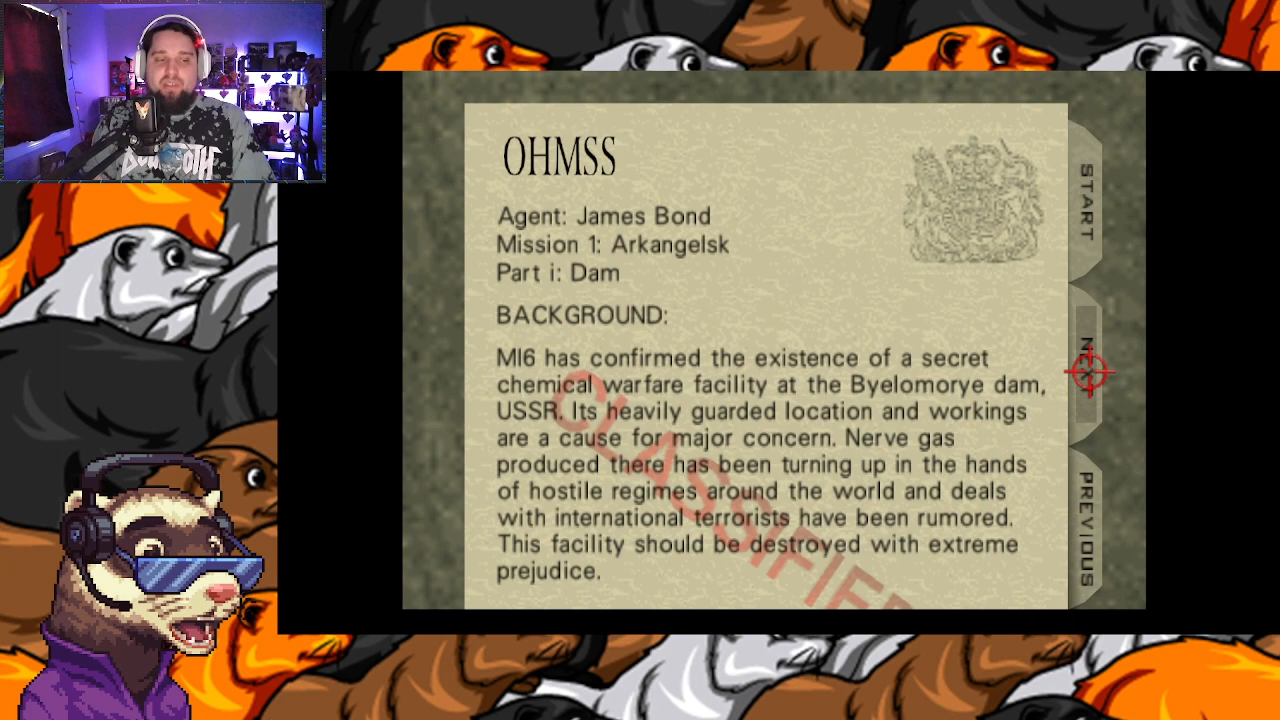 OHMSS
Agent: James Bond
Mission 1: Arkangelsk
Part i: Dam
BACKGROUND:
MI6 has confirmed the existence of a secret
chemical warfare facility at the Byelomorye dam,
USSR. Its heavily guarded location and workings
are a cause for major concern. Nerve gas
produced there has been turning up in the hands
of hostile regimes around the world and deals
with international terrorists have been rumored.
This facility should be destroyed with extreme
prejudice.
CLASSIFIE
START
NEXT
PREVIOUS